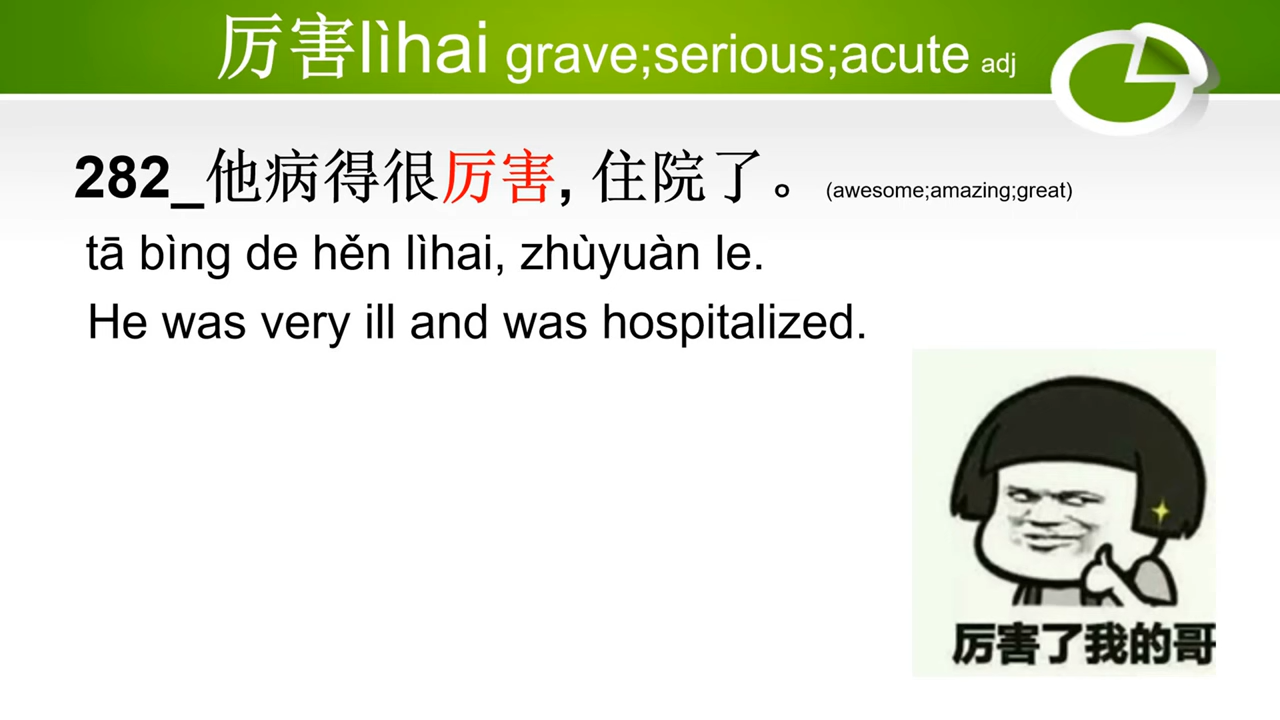 厉害lìhai grave;serious;acute adj
282_他病得很厉害, 住院了。(awesome;amazing;great)
tā bìng de hěn lìhai, zhùyuàn le.
He was very ill and was hospitalized.
厉害了我的哥